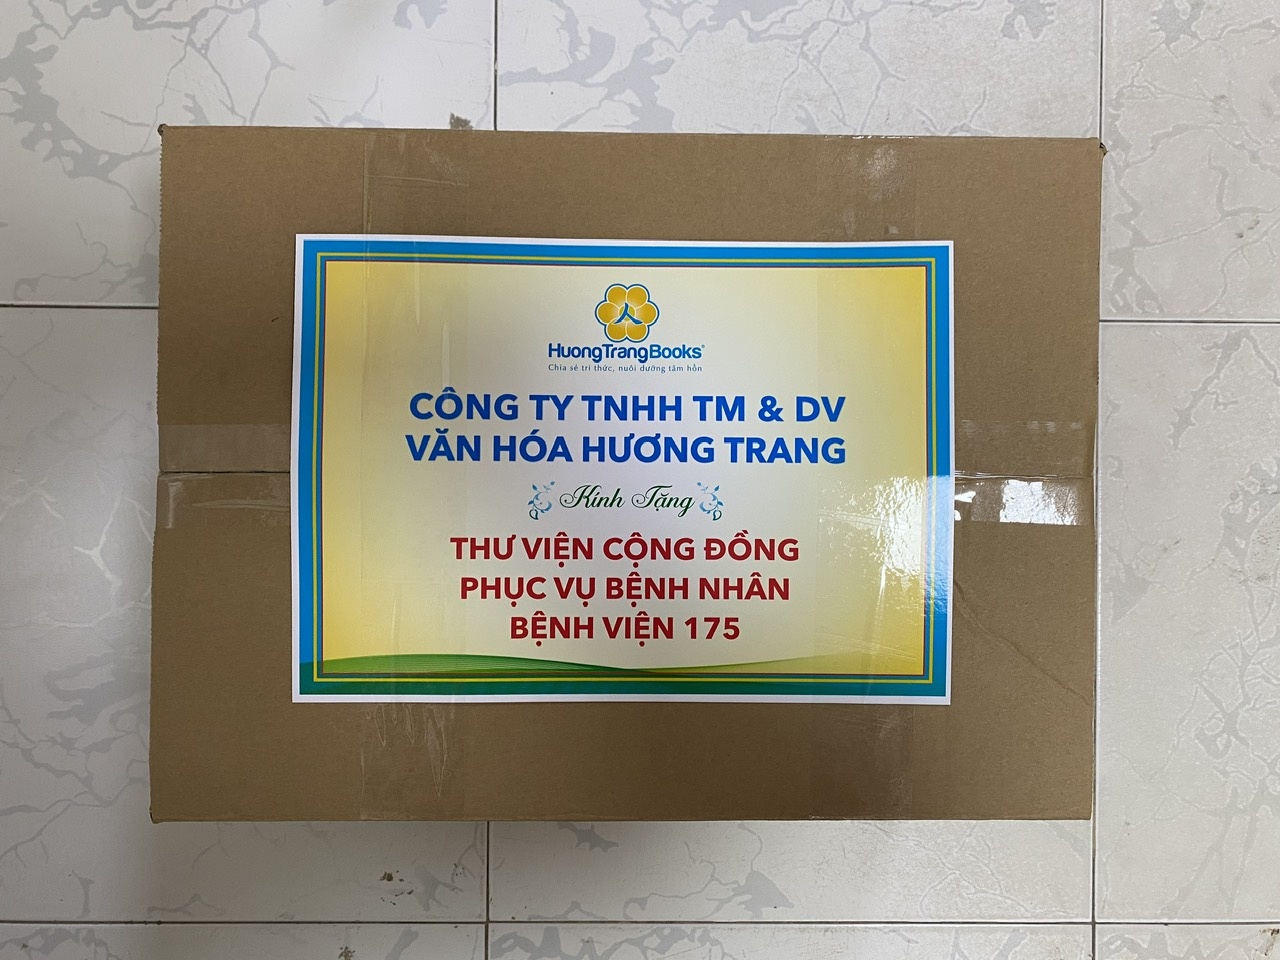 HuongTrangBooks®
Chia sẻ tri thức, nuôi dưỡng tâm hồn
CÔNG TY TNHH TM & DV
VĂN HÓA HƯƠNG TRANG
Kính Tặng
THƯ VIỆN CỘNG ĐỒNG
PHỤC VỤ BỆNH NHÂN
BỆNH VIỆN 175